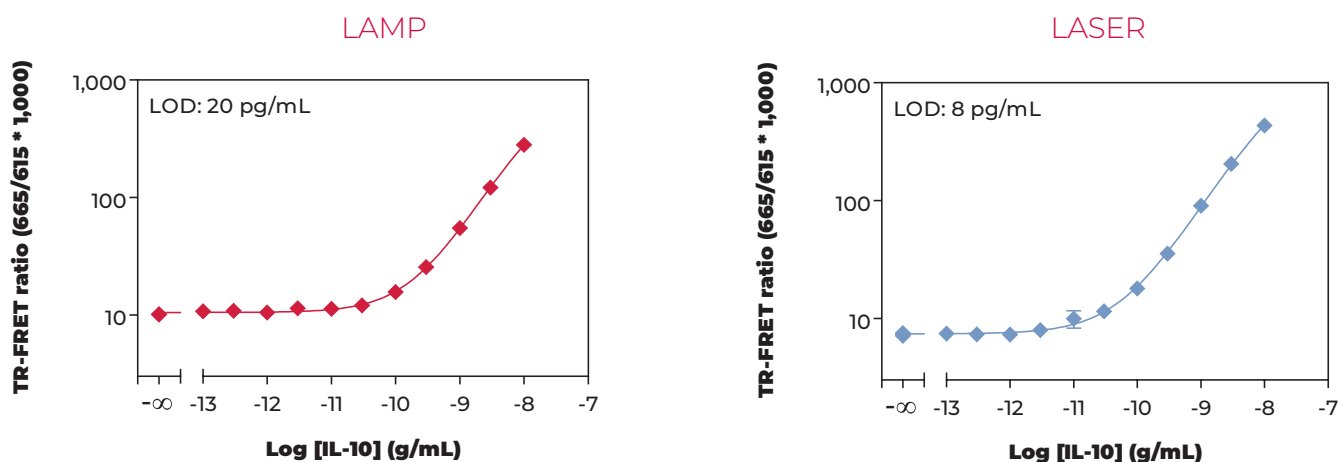 LAMP
TR-FRET ratio (665/615 * 1,000)
1,000
100
10
LOD: 20 pg/mL
-∞ -13 -12 -11 -10 -9 -8 -7
Log [IL-10] (g/mL)
LASER
TR-FRET ratio (665/615 * 1,000)
1,000
100
10
LOD: 8 pg/mL
-∞ -13 -12 -11 -10 -9 -8 -7
Log [IL-10] (g/mL)